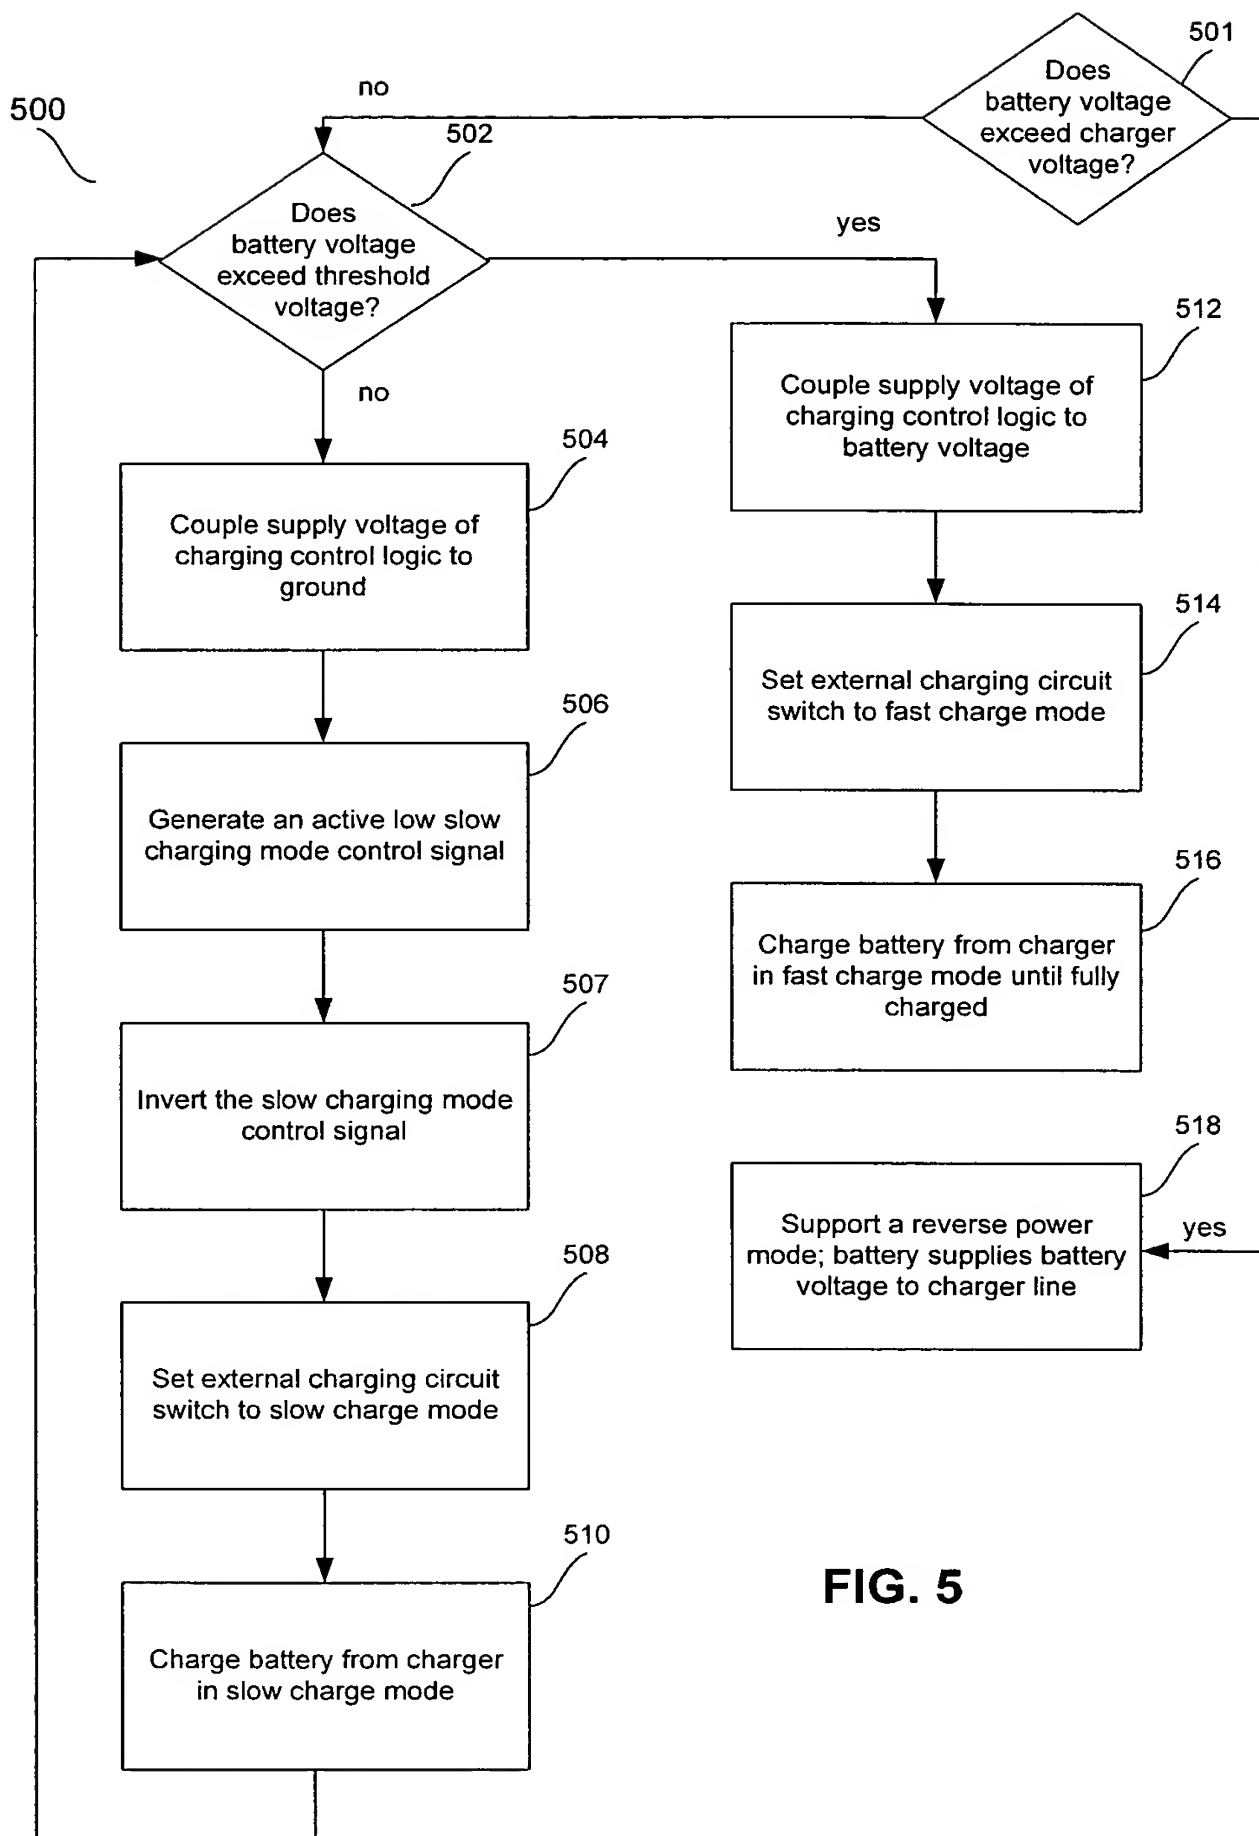 501
Does
battery voltage
exceed charger
voltage?
no
500
502
Does
battery voltage
exceed threshold
voltage?
yes
no
512
Couple supply voltage of
charging control logic to
battery voltage
504
Couple supply voltage of
charging control logic to
ground
514
Set external charging circuit
switch to fast charge mode
506
Generate an active low slow
charging mode control signal
516
Charge battery from charger
in fast charge mode until fully
charged
507
Invert the slow charging mode
control signal
518
Support a reverse power
mode; battery supplies battery
voltage to charger line
yes
508
Set external charging circuit
switch to slow charge mode
510
Charge battery from charger
in slow charge mode
FIG. 5